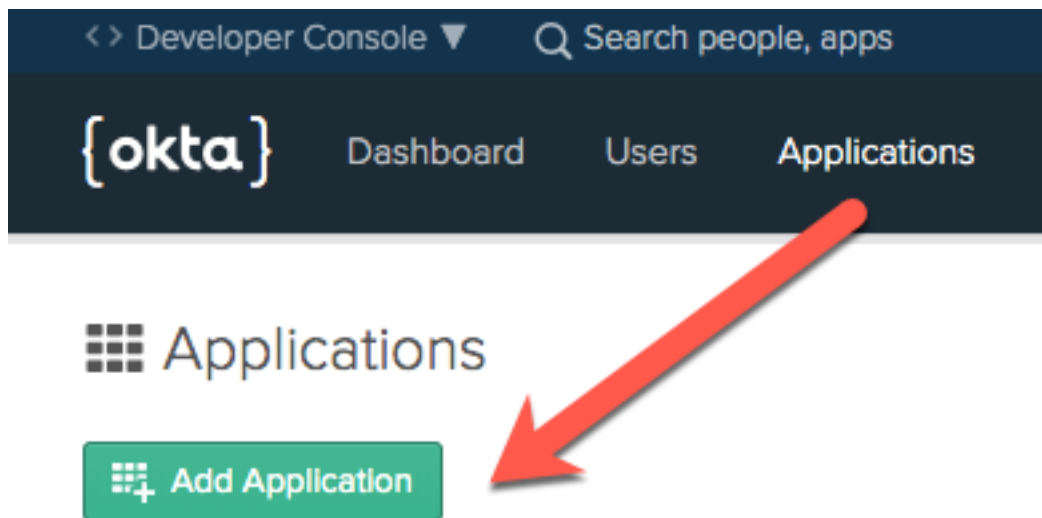 <> Developer Console ▼ Search people, apps
{okta} Dashboard Users Applications
Applications
Add Application